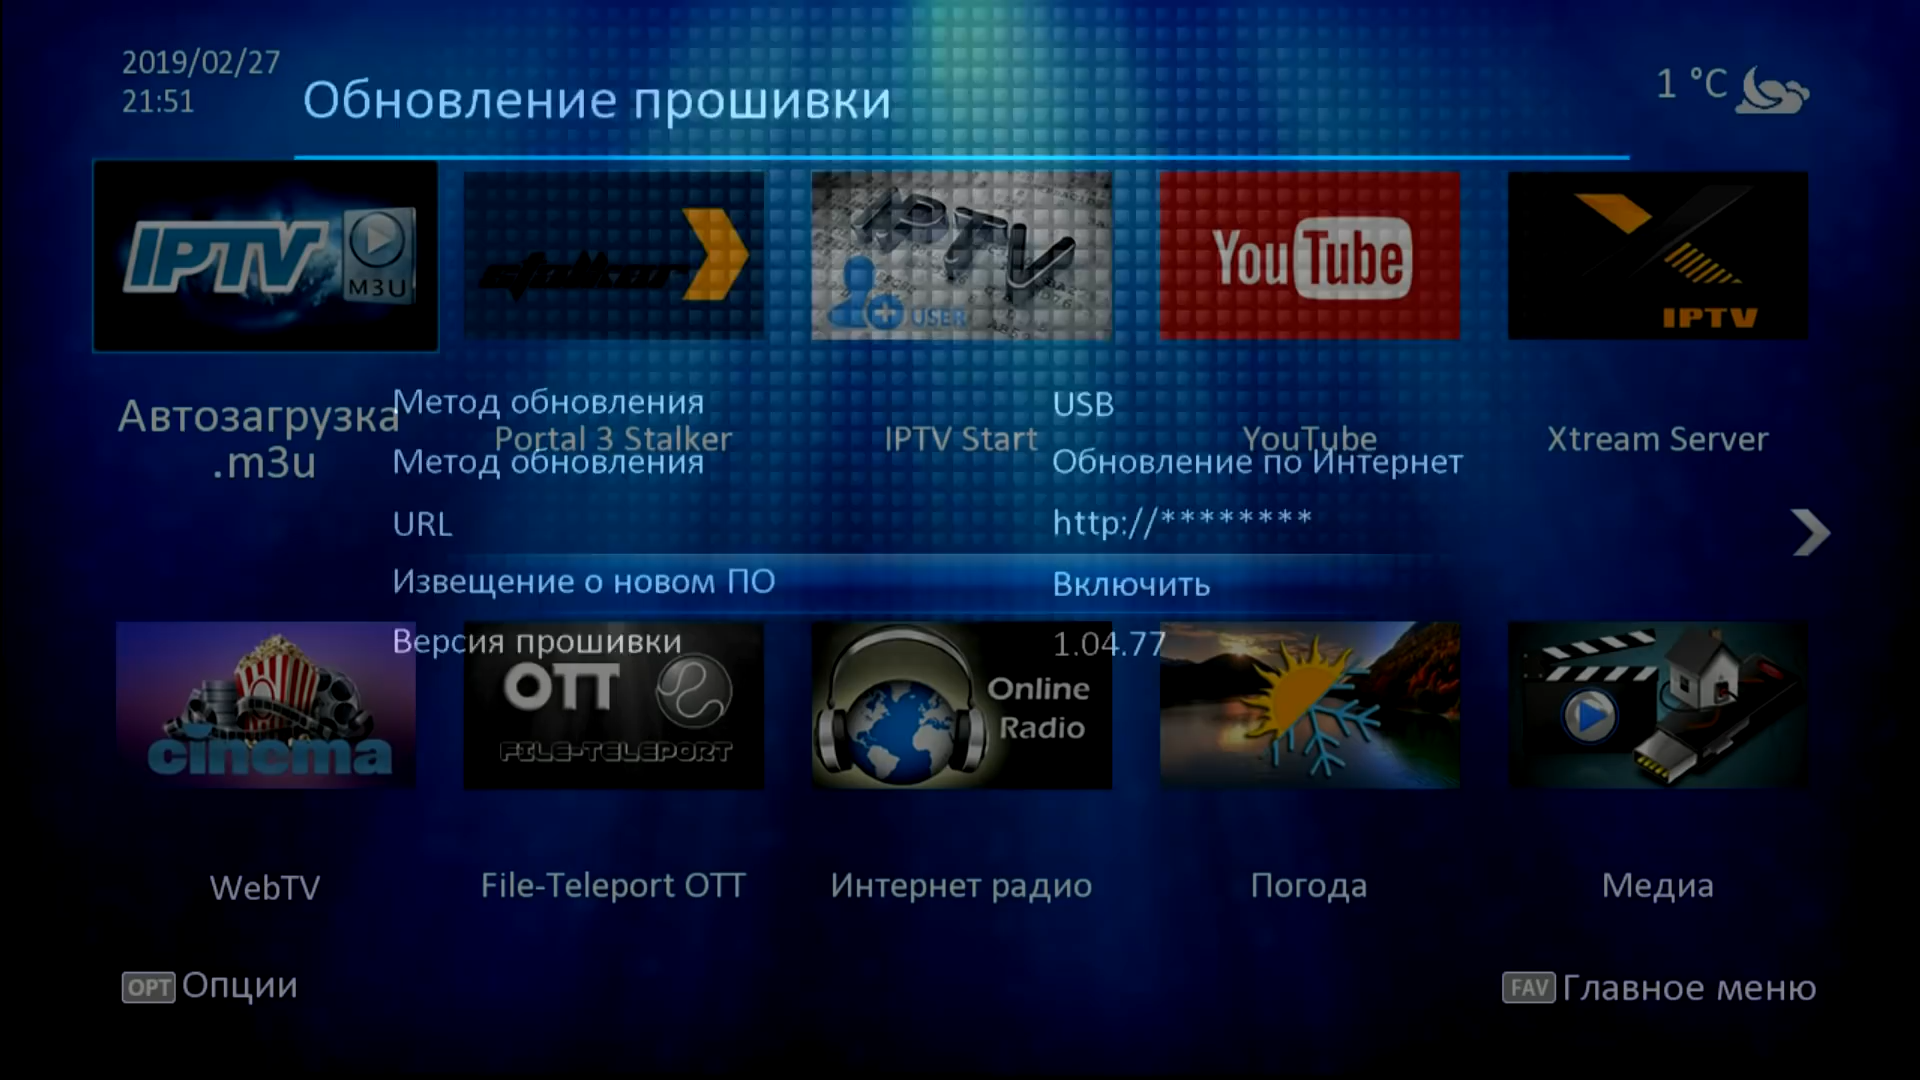 2019/02/27
21:51
Обновление прошивки
1 °C
IPTV
M3U
stalker
IPTV
USER
YouTube
IPTV
Автозагрузка
.m3u
Метод обновления
USB
Portal 3 Stalker
IPTV Start
YouTube
Xtream Server
Метод обновления
Обновление по Интернет
URL
http://********
Извещение о новом ПО
Включить
Версия прошивки
1.04.77
cinema
OTT
FILE-TELEPORT
Online
Radio
WebTV
File-Teleport OTT
Интернет радио
Погода
Медиа
OPT Опции
FAV Главное меню